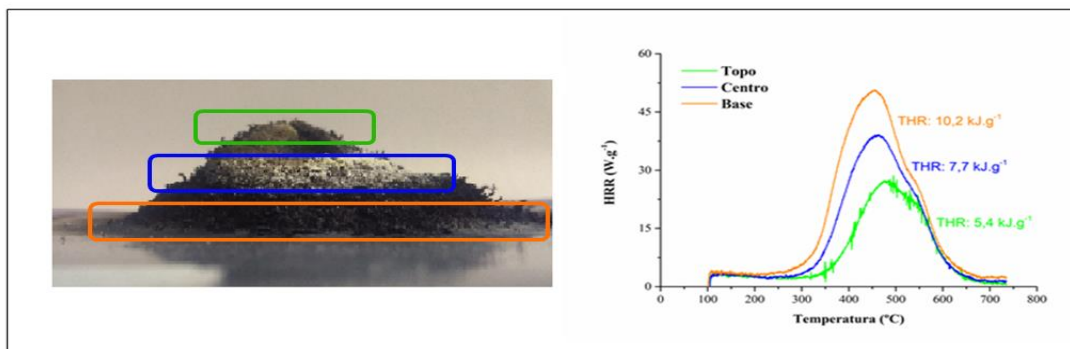 60
45
30
15
0
HRR (W.g⁻¹)
Topo
Centro
Base
THR: 10,2 kJ.g⁻¹
THR: 7,7 kJ.g⁻¹
THR: 5,4 kJ.g⁻¹
0 100 200 300 400 500 600 700 800
Temperatura (ºC)